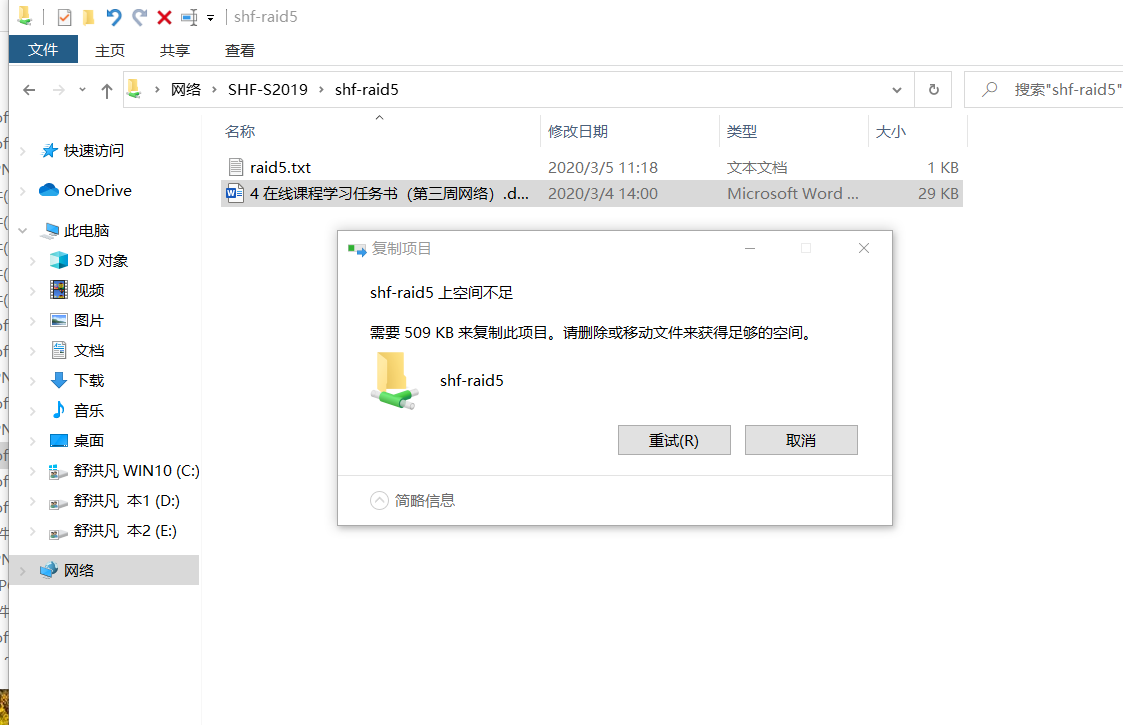 shf-raid5
文件 主页 共享 查看
网络 SHF-S2019 shf-raid5 搜索"shf-raid5"
名称 修改日期 类型 大小
快速访问
raid5.txt 2020/3/5 11:18 文本文档 1 KB
OneDrive
4 在线课程学习任务书（第三周网络）.d... 2020/3/4 14:00 Microsoft Word ... 29 KB
此电脑
3D 对象
视频
图片
文档
下载
音乐
桌面
舒洪凡 WIN10 (C:)
舒洪凡 本1 (D:)
舒洪凡 本2 (E:)
网络
复制项目
shf-raid5 上空间不足
需要 509 KB 来复制此项目。请删除或移动文件来获得足够的空间。
shf-raid5
重试(R) 取消
简略信息